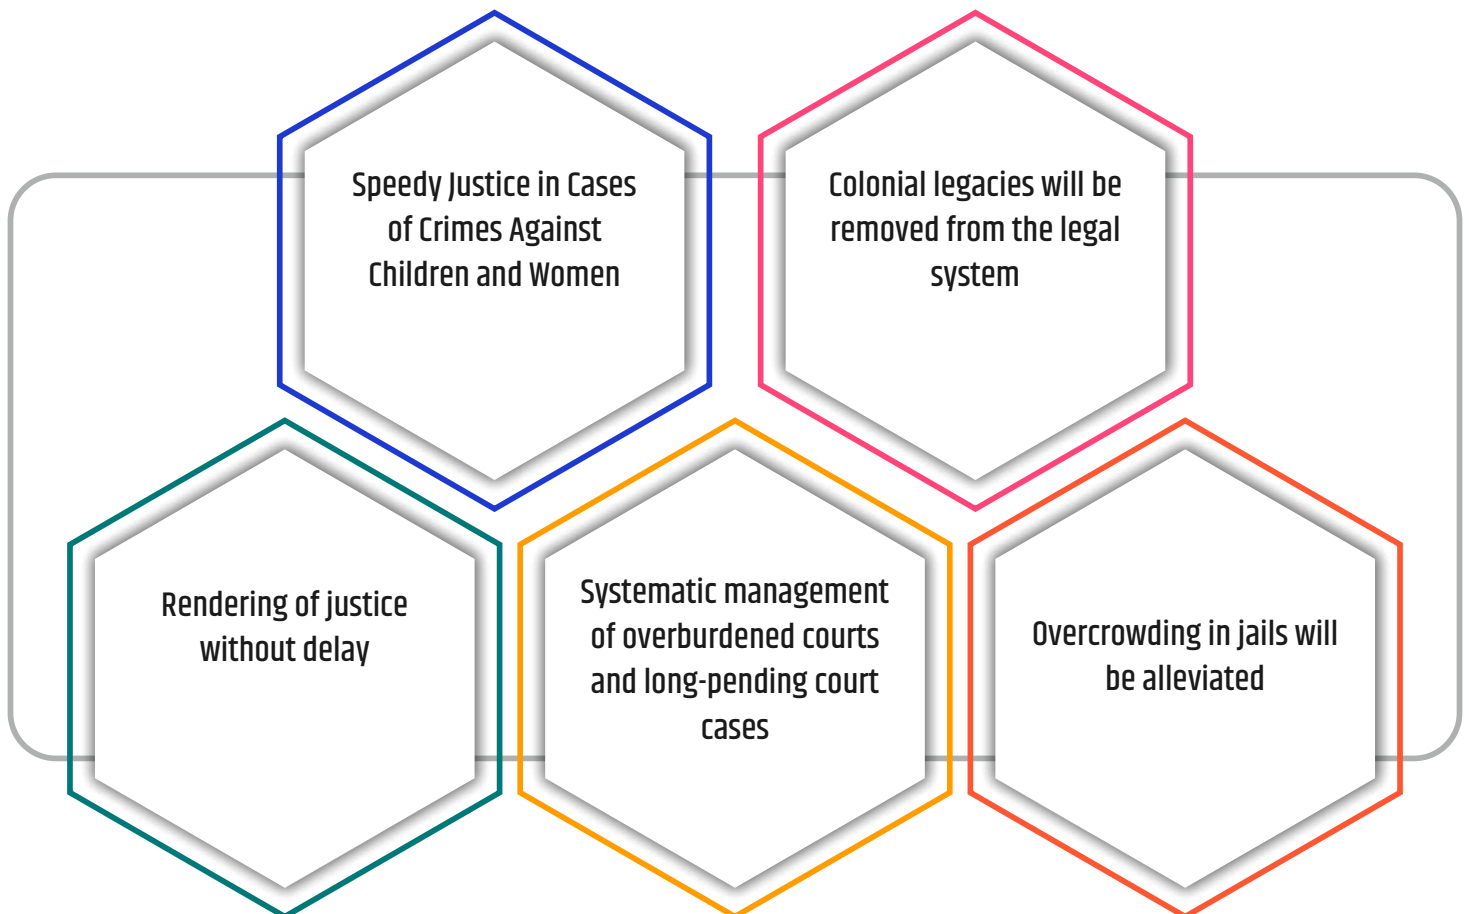 Speedy Justice in Cases
of Crimes Against
Children and Women
Colonial legacies will be
removed from the legal
system
Rendering of justice
without delay
Systematic management
of overburdened courts
and long-pending court
cases
Overcrowding in jails will
be alleviated